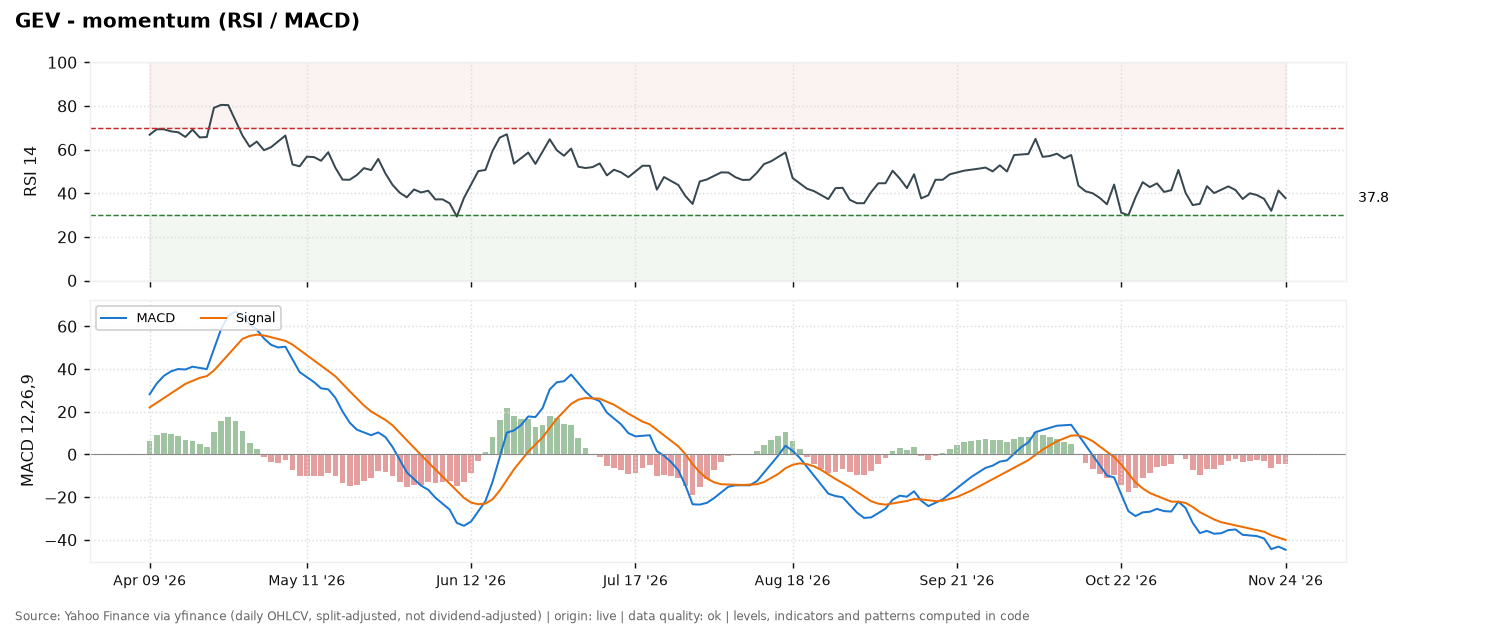 GEV - momentum (RSI / MACD)
100
80
60
40
20
0
RSI 14
37.8
MACD
Signal
60
40
20
0
−20
−40
MACD 12,26,9
Apr 09 '26
May 11 '26
Jun 12 '26
Jul 17 '26
Aug 18 '26
Sep 21 '26
Oct 22 '26
Nov 24 '26
Source: Yahoo Finance via yfinance (daily OHLCV, split-adjusted, not dividend-adjusted) | origin: live | data quality: ok | levels, indicators and patterns computed in code